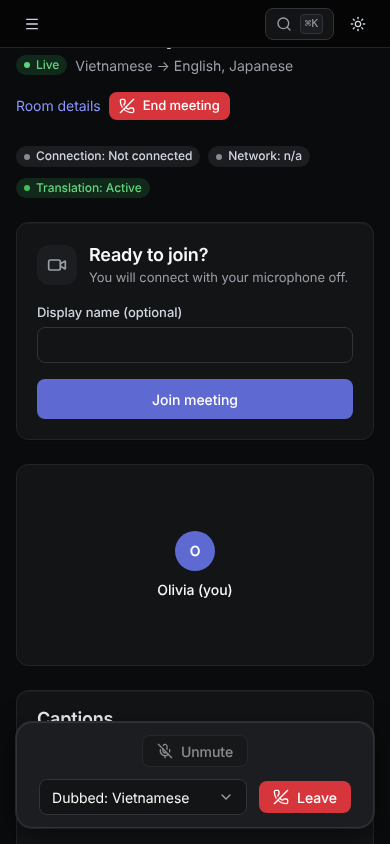 ⌘K
Live
Vietnamese → English, Japanese
Room details
End meeting
Connection: Not connected
Network: n/a
Translation: Active
Ready to join?
You will connect with your microphone off.
Display name (optional)
Join meeting
O
Olivia (you)
Captions
Unmute
Dubbed: Vietnamese
Leave